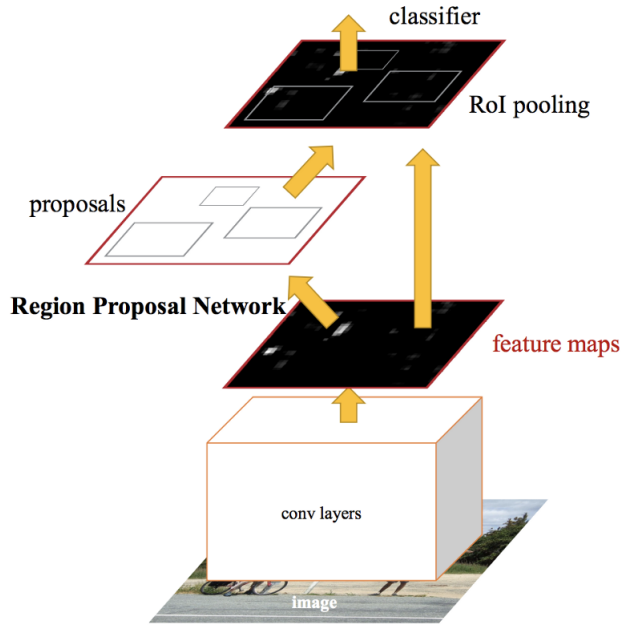 classifier
RoI pooling
proposals
Region Proposal Network
feature maps
conv layers
image